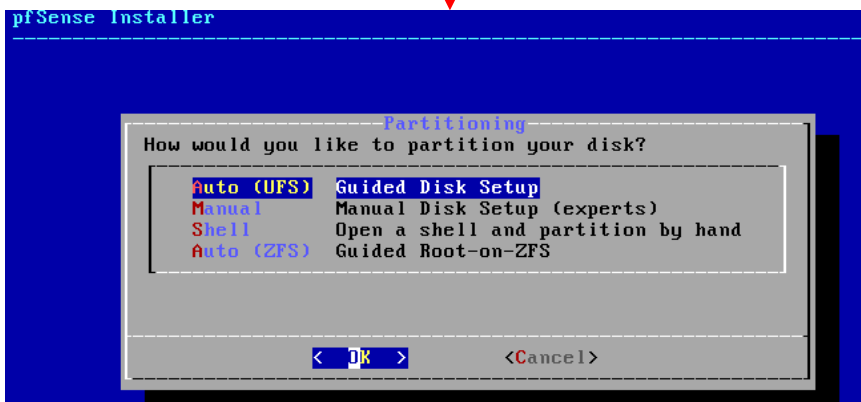 pfSense Installer
Partitioning
How would you like to partition your disk?
Auto (UFS) Guided Disk Setup
Manual Manual Disk Setup (experts)
Shell Open a shell and partition by hand
Auto (ZFS) Guided Root-on-ZFS
< OK > <Cancel>